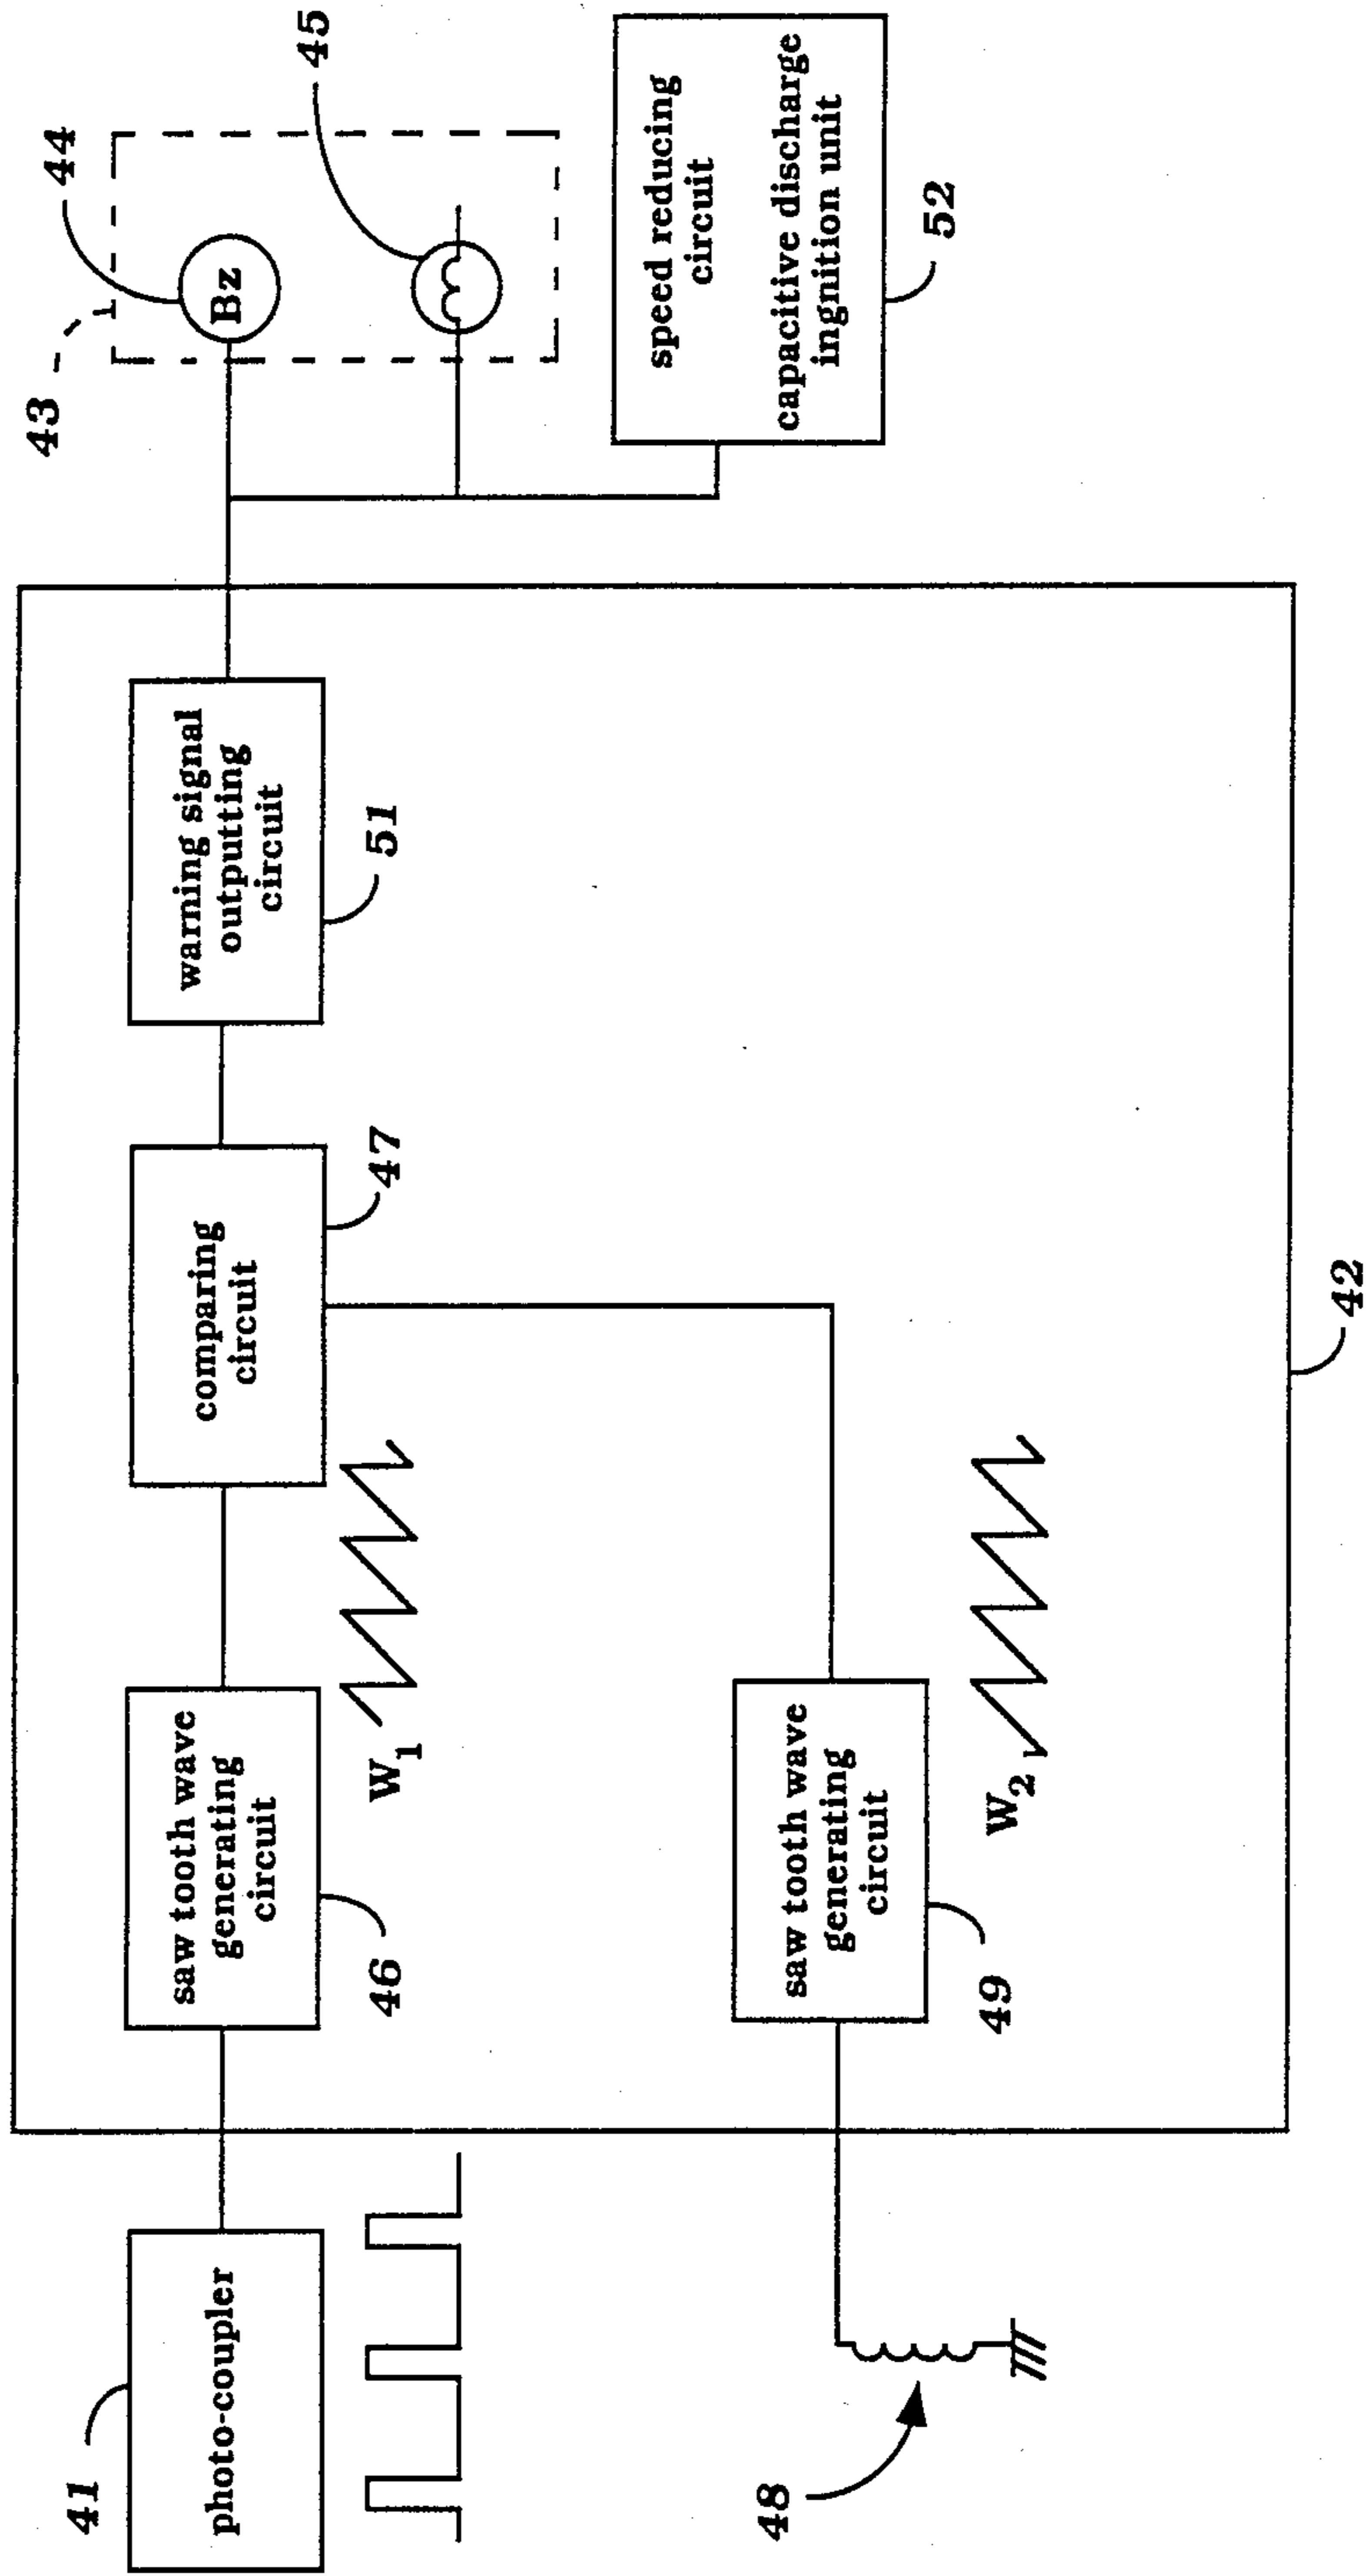 41
photo-coupler
46
saw tooth wave
generating
circuit
W1
47
comparing
circuit
51
warning signal
outputting
circuit
43
44
Bz
45
speed reducing
circuit
capacitive discharge
ingnition unit
52
48
49
saw tooth wave
generating
circuit
W2
42